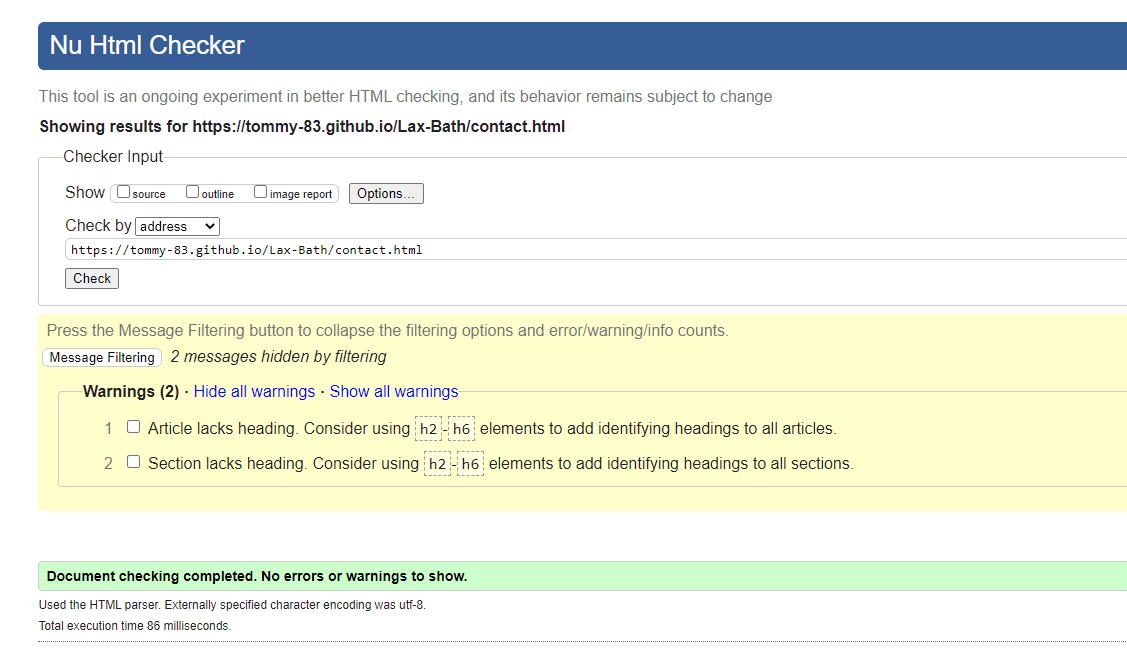 Nu Html Checker
This tool is an ongoing experiment in better HTML checking, and its behavior remains subject to change
Showing results for https://tommy-83.github.io/Lax-Bath/contact.html
Checker Input
Show source outline image report Options...
Check by address
https://tommy-83.github.io/Lax-Bath/contact.html
Check
Press the Message Filtering button to collapse the filtering options and error/warning/info counts.
Message Filtering 2 messages hidden by filtering
Warnings (2) · Hide all warnings · Show all warnings
1 Article lacks heading. Consider using h2-h6 elements to add identifying headings to all articles.
2 Section lacks heading. Consider using h2-h6 elements to add identifying headings to all sections.
Document checking completed. No errors or warnings to show.
Used the HTML parser. Externally specified character encoding was utf-8.
Total execution time 86 milliseconds.